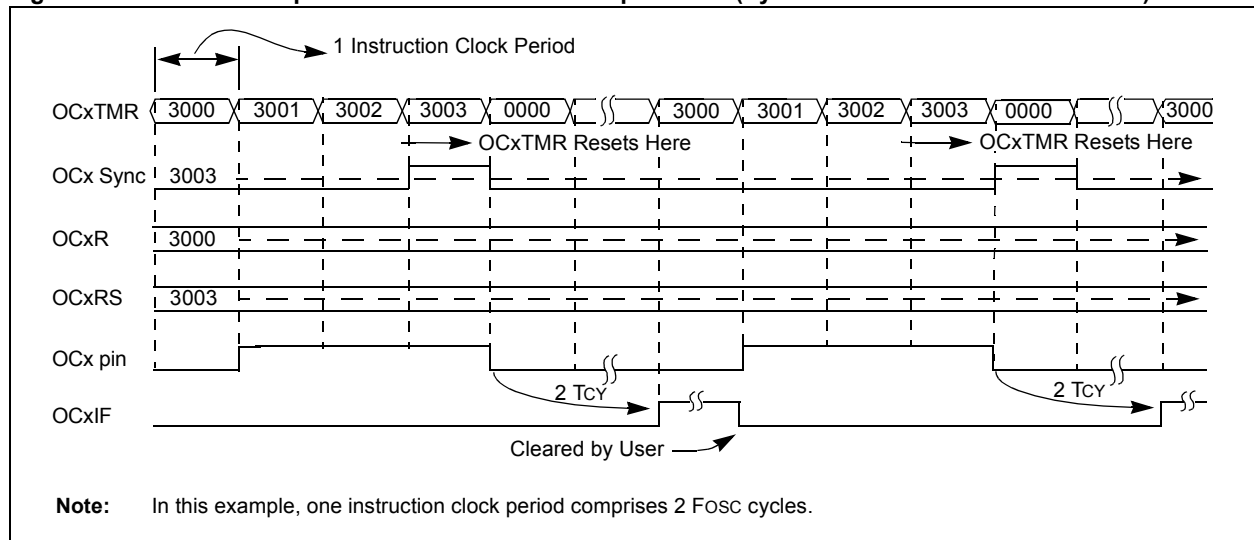 1 Instruction Clock Period
OCxTMR 3000 3001 3002 3003 0000 3000 3001 3002 3003 0000 3000
OCxTMR Resets Here OCxTMR Resets Here
OCx Sync 3003
OCxR 3000
OCxRS 3003
OCx pin
2 TCY 2 TCY
OCxIF
Cleared by User
Note: In this example, one instruction clock period comprises 2 FOSC cycles.